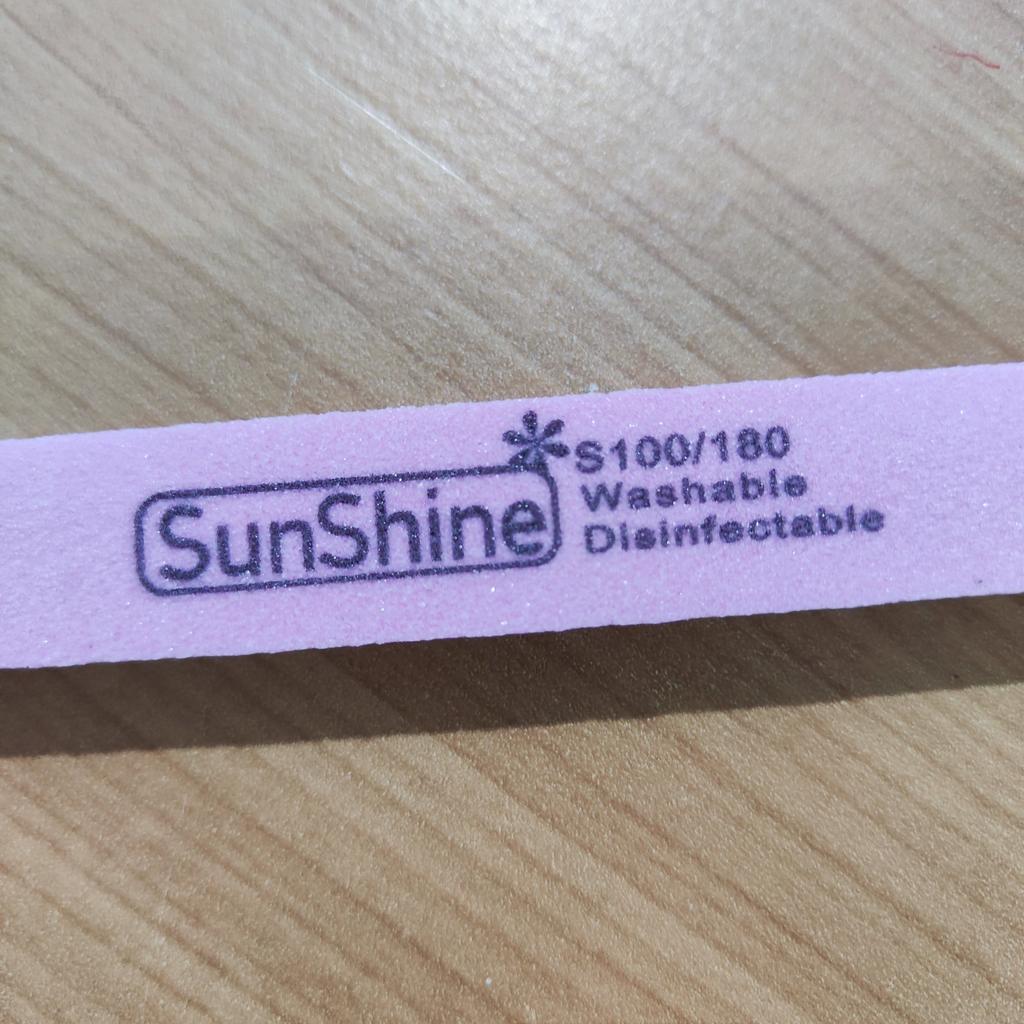 SunShine
S100/180
Washable
Disinfectable